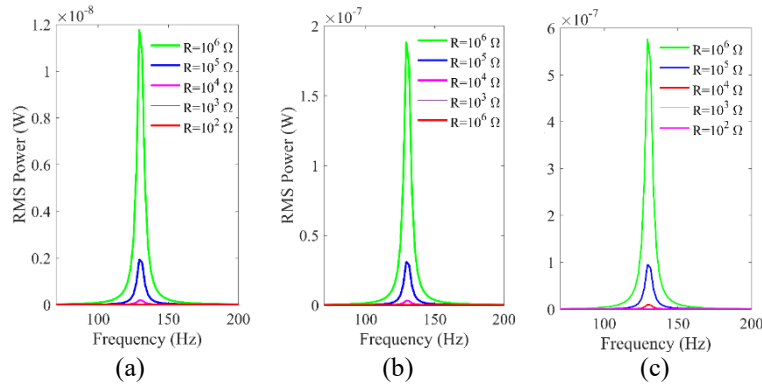 ×10⁻⁸
1.2
1
0.8
0.6
0.4
0.2
0
RMS Power (W)
R=10⁶ Ω
R=10⁵ Ω
R=10⁴ Ω
R=10³ Ω
R=10² Ω
100 150 200
Frequency (Hz)
(a)
×10⁻⁷
2
1.5
1
0.5
0
RMS Power (W)
R=10⁶ Ω
R=10⁵ Ω
R=10⁴ Ω
R=10³ Ω
R=10⁶ Ω
100 150 200
Frequency (Hz)
(b)
×10⁻⁷
6
5
4
3
2
1
0
R=10⁶ Ω
R=10⁵ Ω
R=10⁴ Ω
R=10³ Ω
R=10² Ω
100 150 200
Frequency (Hz)
(c)